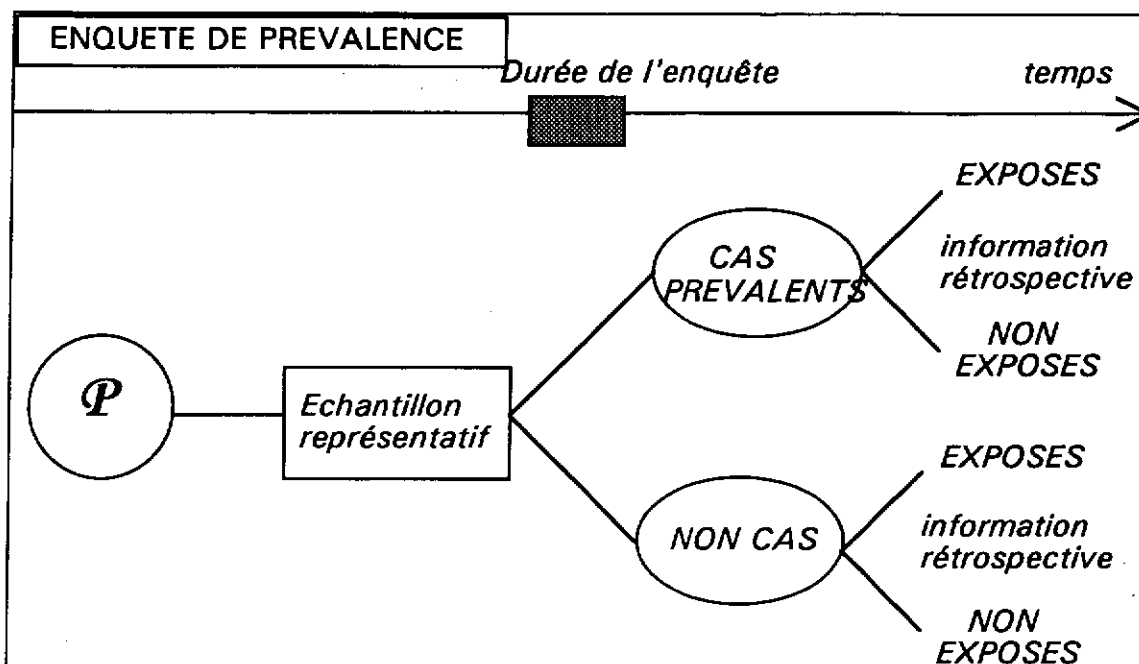 ENQUETE DE PREVALENCE
Durée de l'enquête
temps
EXPOSES
CAS
PREVALENTS
information
rétrospective
NON
EXPOSES
P
Echantillon
représentatif
EXPOSES
NON CAS
information
rétrospective
NON
EXPOSES